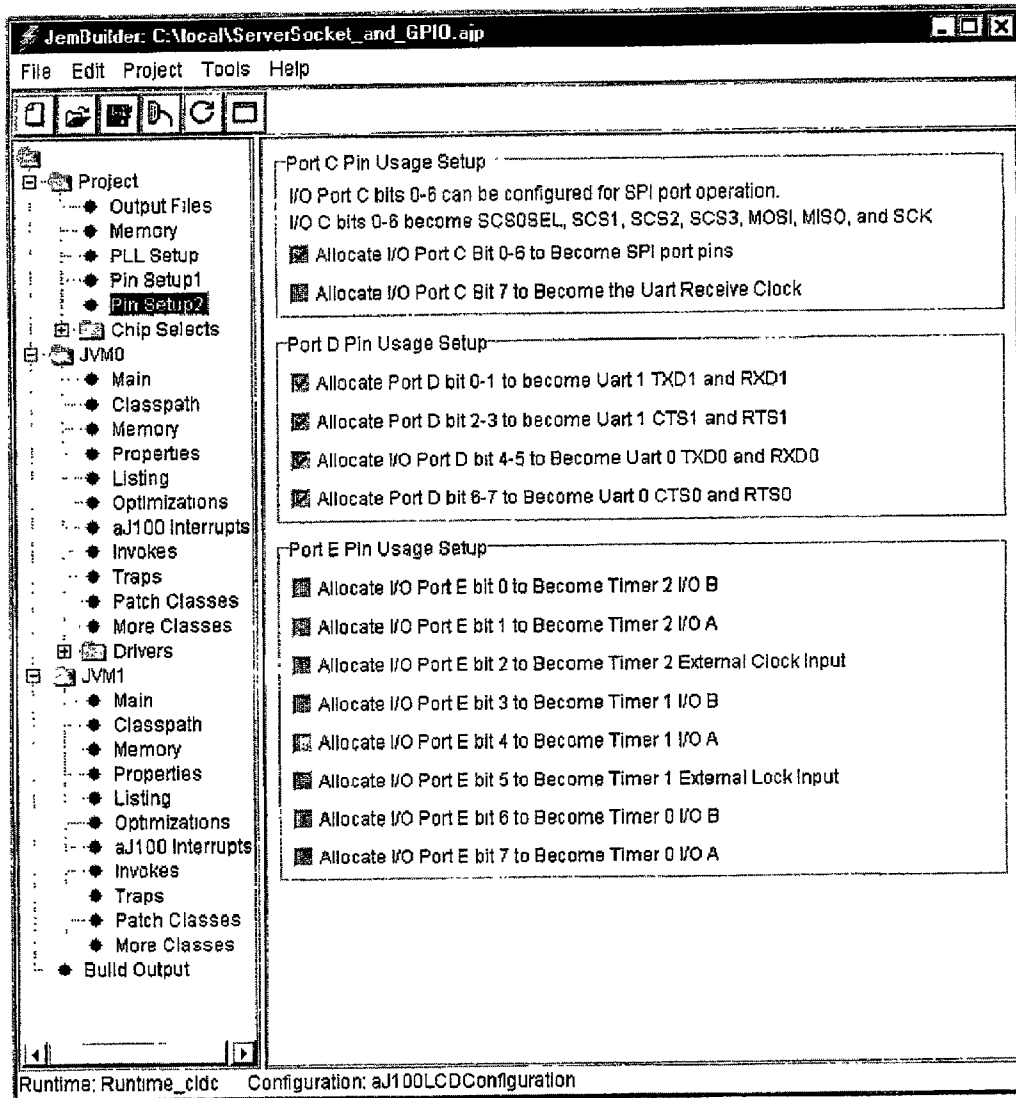 JemBuilder: C:\local\ServerSocket_and_GPIO.ajp
File Edit Project Tools Help
Project
Output Files
Memory
PLL Setup
Pin Setup1
Pin Setup2
Chip Selects
JVM0
Main
Classpath
Memory
Properties
Listing
Optimizations
aJ100 Interrupts
Invokes
Traps
Patch Classes
More Classes
Drivers
JVM1
Main
Classpath
Memory
Properties
Listing
Optimizations
aJ100 Interrupts
Invokes
Traps
Patch Classes
More Classes
Build Output
Port C Pin Usage Setup
I/O Port C bits 0-6 can be configured for SPI port operation.
I/O C bits 0-6 become SCS0SEL, SCS1, SCS2, SCS3, MOSI, MISO, and SCK
Allocate I/O Port C Bit 0-6 to Become SPI port pins
Allocate I/O Port C Bit 7 to Become the Uart Receive Clock
Port D Pin Usage Setup
Allocate Port D bit 0-1 to become Uart 1 TXD1 and RXD1
Allocate Port D bit 2-3 to become Uart 1 CTS1 and RTS1
Allocate I/O Port D bit 4-5 to Become Uart 0 TXD0 and RXD0
Allocate Port D bit 6-7 to Become Uart 0 CTS0 and RTS0
Port E Pin Usage Setup
Allocate I/O Port E bit 0 to Become Timer 2 I/O B
Allocate I/O Port E bit 1 to Become Timer 2 I/O A
Allocate I/O Port E bit 2 to Become Timer 2 External Clock Input
Allocate I/O Port E bit 3 to Become Timer 1 I/O B
Allocate I/O Port E bit 4 to Become Timer 1 I/O A
Allocate I/O Port E bit 5 to Become Timer 1 External Lock Input
Allocate I/O Port E bit 6 to Become Timer 0 I/O B
Allocate I/O Port E bit 7 to Become Timer 0 I/O A
Runtime: Runtime_cldc Configuration: aJ100LCDConfiguration